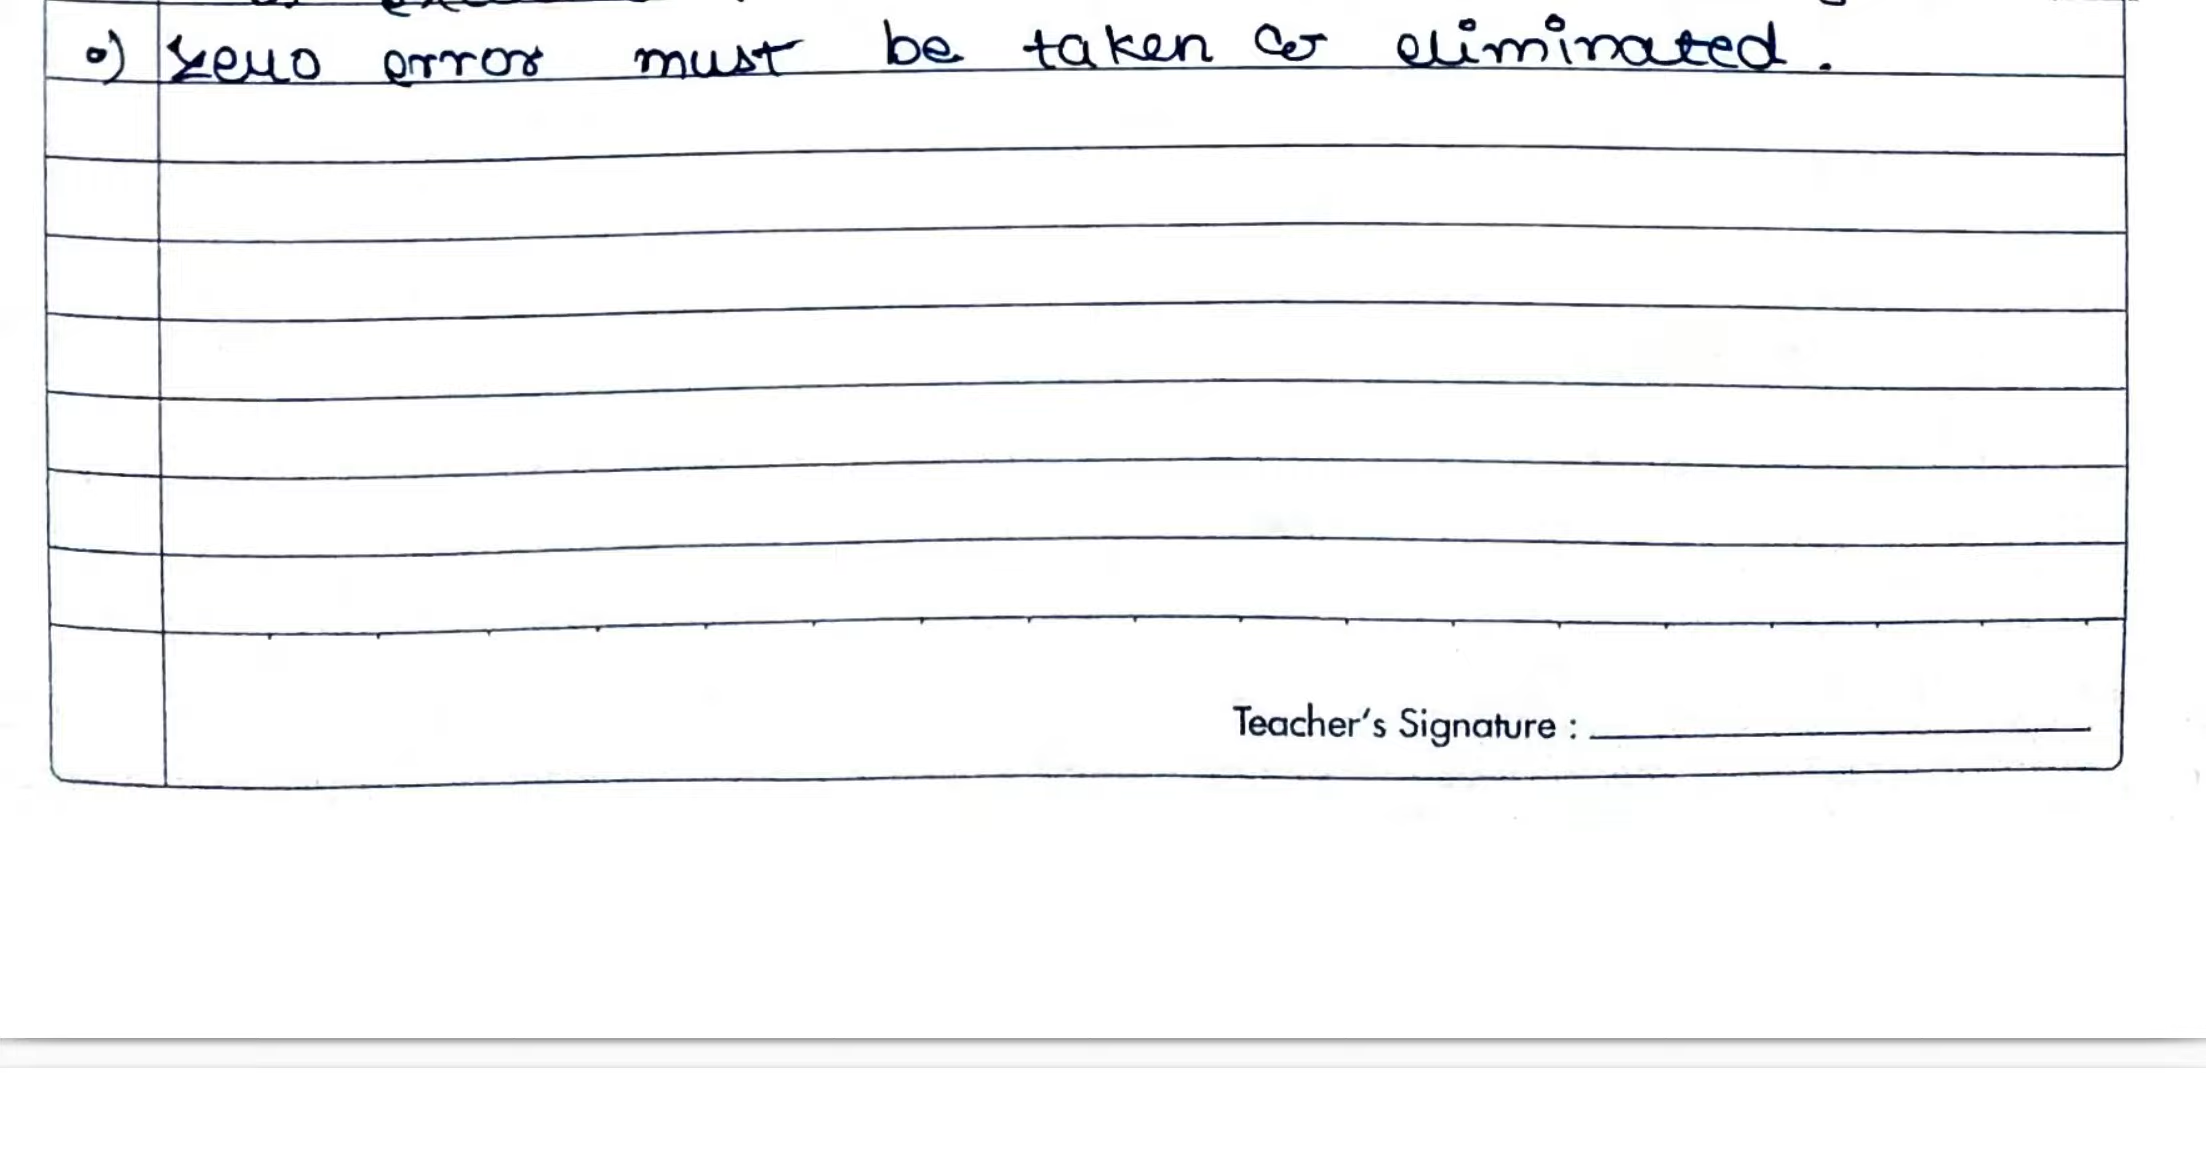 •) zero error must be taken or eliminated.
Teacher's Signature :